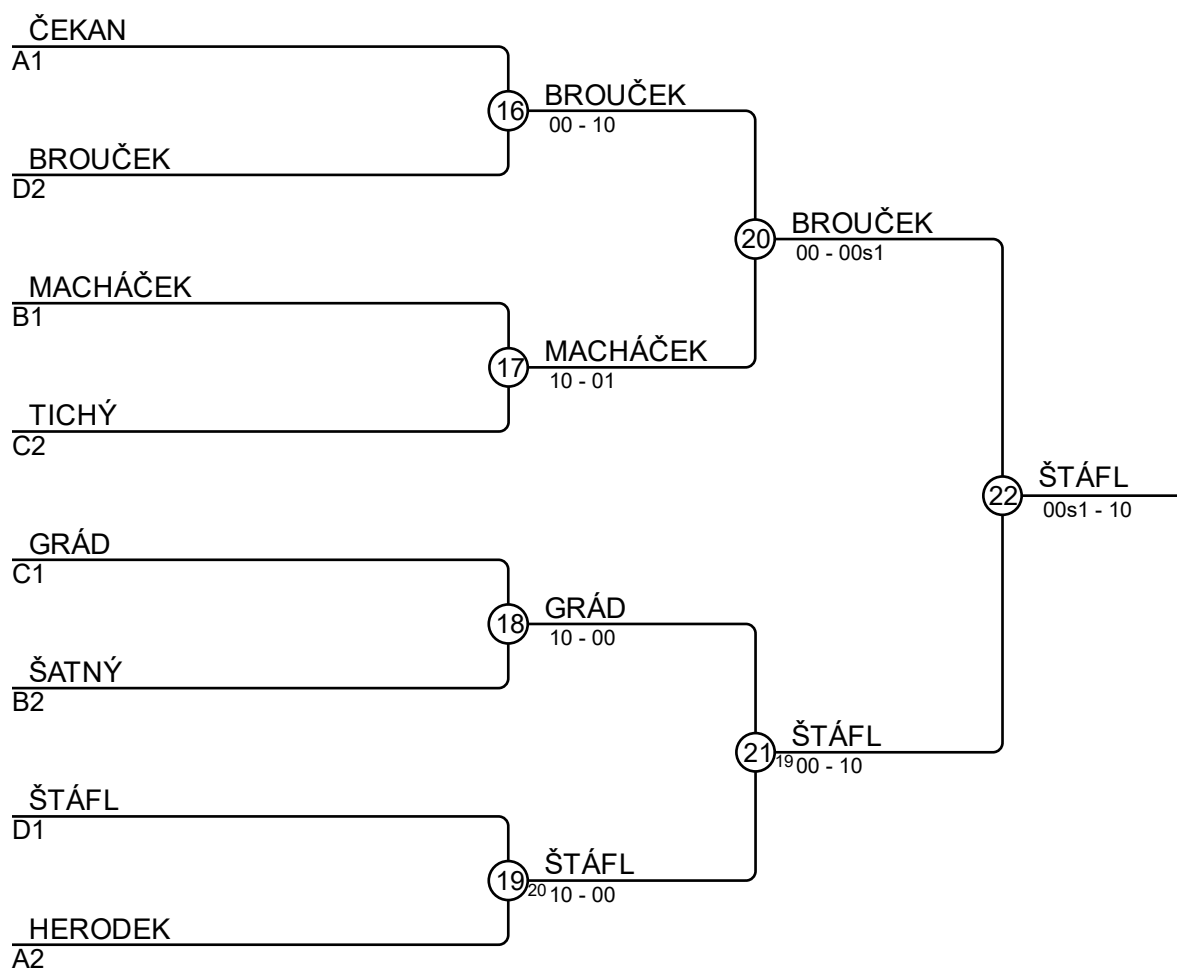 ČEKAN
A1
16
BROUČEK
00 - 10
BROUČEK
D2
20
BROUČEK
00 - 00s1
MACHÁČEK
B1
17
MACHÁČEK
10 - 01
TICHÝ
C2
22
ŠTÁFL
00s1 - 10
GRÁD
C1
18
GRÁD
10 - 00
ŠATNÝ
B2
21
ŠTÁFL
19 00 - 10
ŠTÁFL
D1
19
ŠTÁFL
20 10 - 00
HERODEK
A2